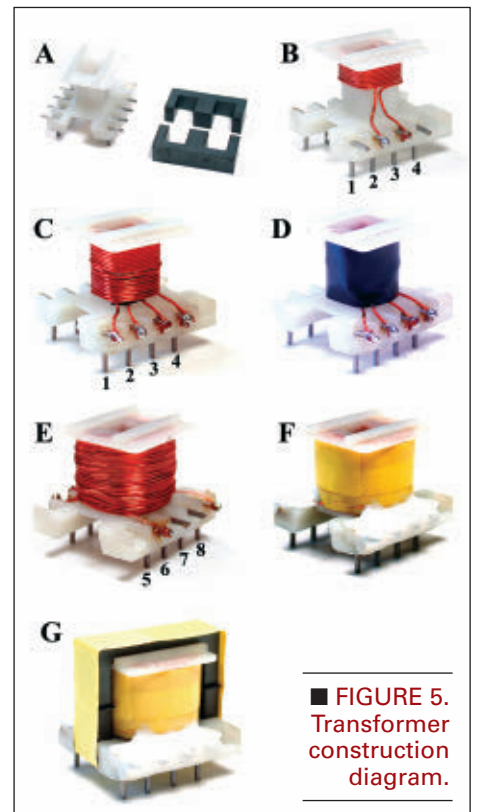 A
B
1 2 3 4
C
D
1 2 3 4
E
F
5 6 7 8
G
■ FIGURE 5.
Transformer
construction
diagram.